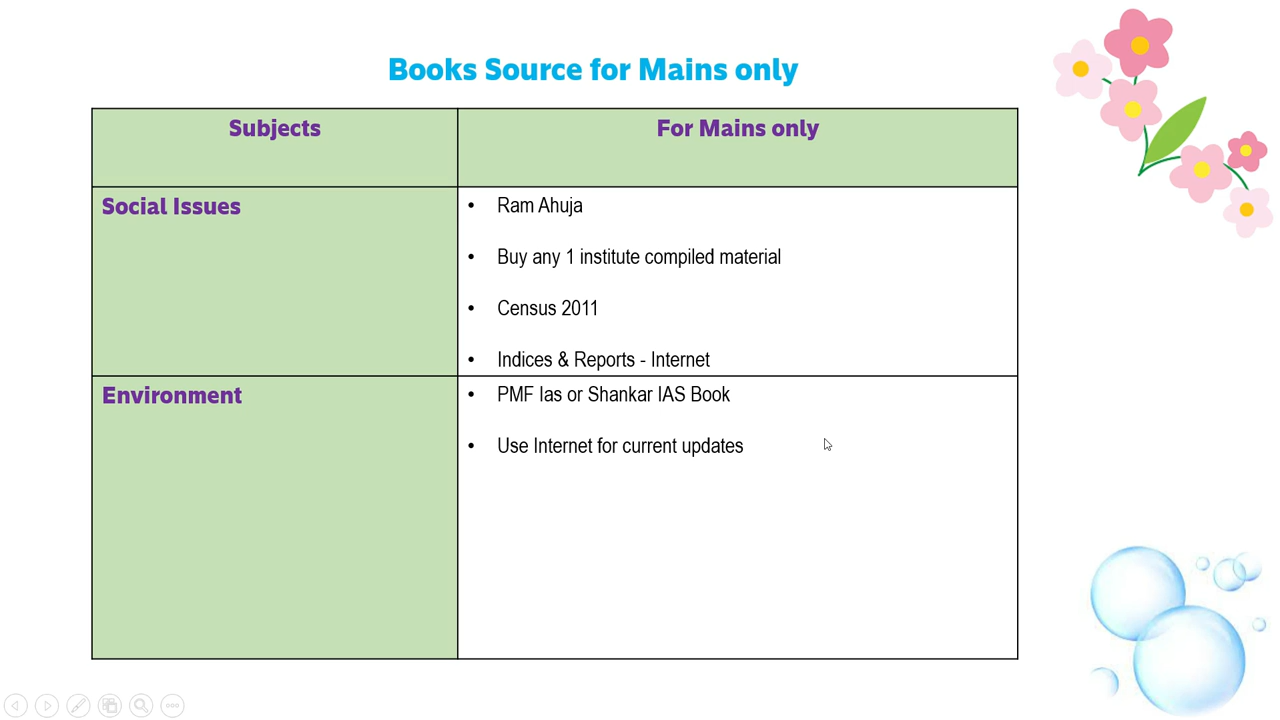 Books Source for Mains only
Subjects
For Mains only
Social Issues
• Ram Ahuja
• Buy any 1 institute compiled material
• Census 2011
• Indices & Reports - Internet
Environment
• PMF Ias or Shankar IAS Book
• Use Internet for current updates